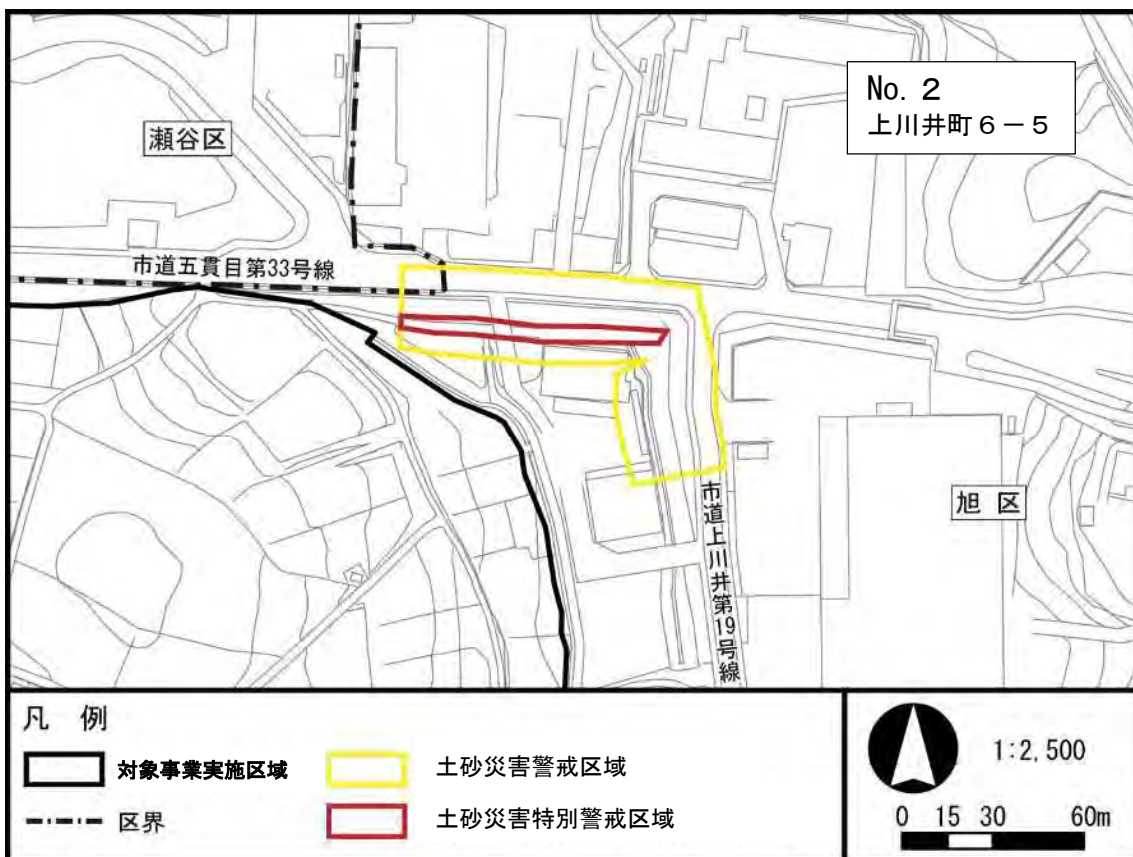 No. 2
上川井町6-5
瀬谷区
市道五貫目第33号線
旭区
市道上川井第19号線
凡 例
対象事業実施区域
土砂災害警戒区域
区界
土砂災害特別警戒区域
1:2,500
0 15 30 60m